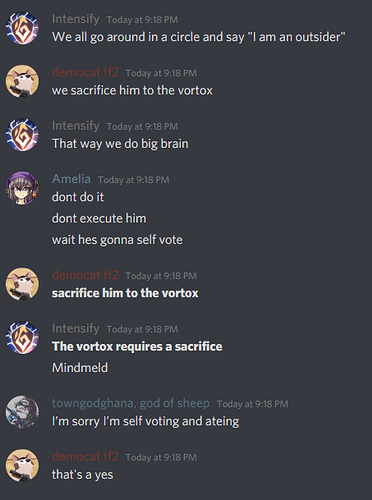 Intensify Today at 9:18 PM
We all go around in a circle and say "I am an outsider"
democat tf2 Today at 9:18 PM
we sacrifice him to the vortox
Intensify Today at 9:18 PM
That way we do big brain
Amelia Today at 9:18 PM
dont do it
dont execute him
wait hes gonna self vote
democat tf2 Today at 9:18 PM
sacrifice him to the vortox
Intensify Today at 9:18 PM
The vortox requires a sacrifice
Mindmeld
towngodghana, god of sheep Today at 9:18 PM
I'm sorry I'm self voting and ateing
democat tf2 Today at 9:18 PM
that's a yes